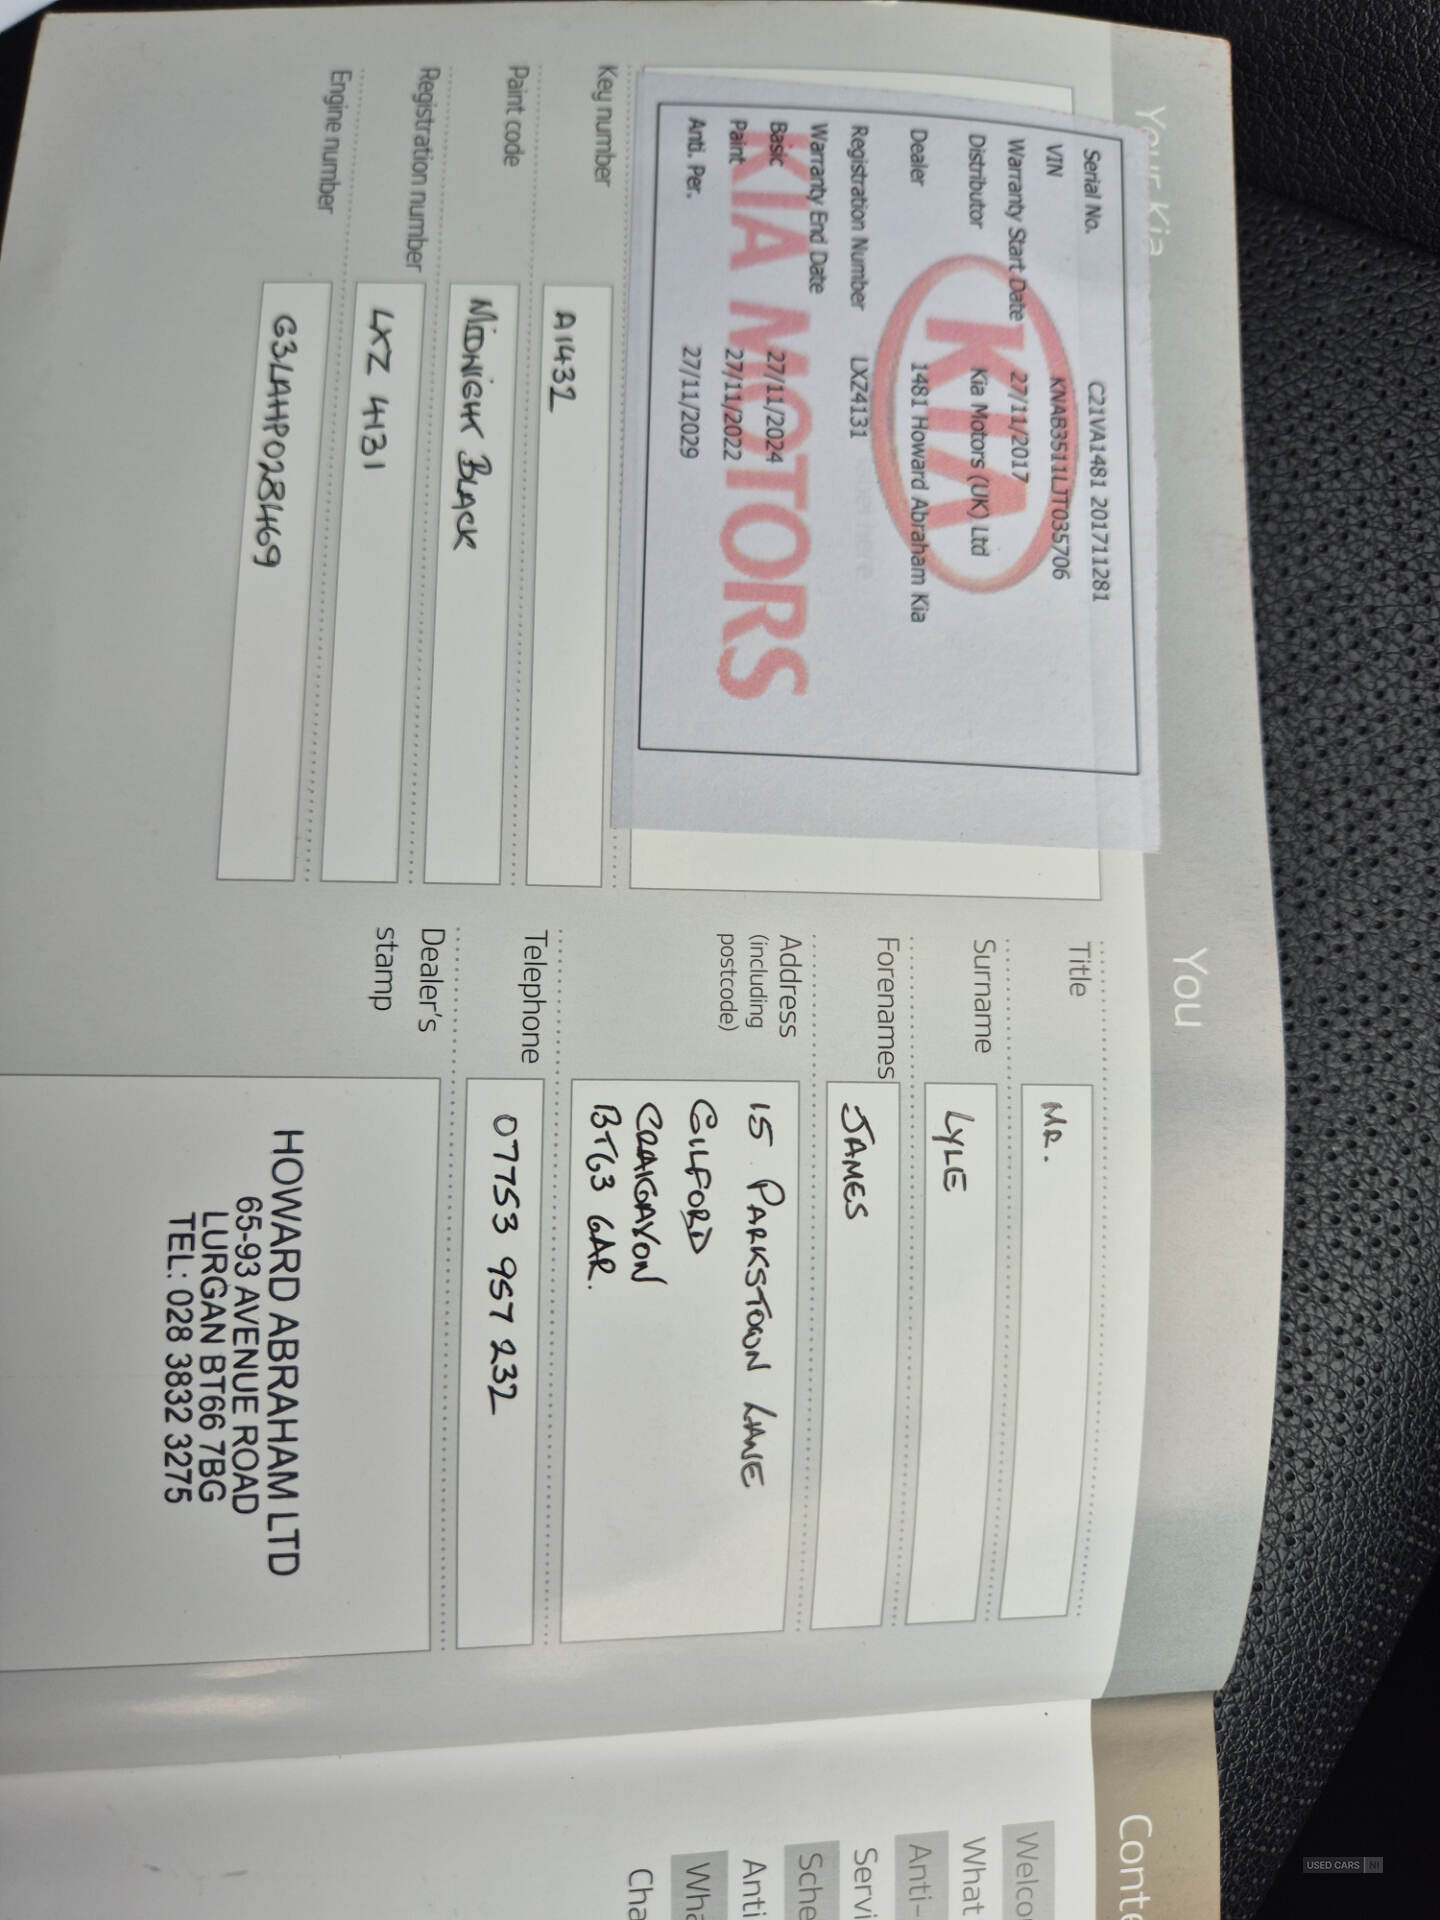 Your Kia
Serial No. C21VA1481 201711281
VIN KNAB3511LJT035706
Warranty Start Date 27/11/2017
Distributor Kia Motors (UK) Ltd
Dealer 1481 Howard Abraham Kia
Registration Number LXZ4131
Warranty End Date
Basic 27/11/2024
Paint 27/11/2022
Anti. Per. 27/11/2029
KIA
KIA MOTORS
Key number A1432
Paint code MIDNIGHT BLACK
Registration number LXZ 4131
Engine number G3LAHP028469
You
Title MR.
Surname LYLE
Forenames JAMES
Address 15 PARKSTOWN LANE
(including GILFORD
postcode) CRAIGAVON
BT63 6AR.
Telephone 07753 957 232
Dealer's
stamp
HOWARD ABRAHAM LTD
65-93 AVENUE ROAD
LURGAN BT66 7BG
TEL: 028 3832 3275
Conte
Welco
What
Anti-
Servi
Sche
Anti
Wha
Cha
USED CARS NI